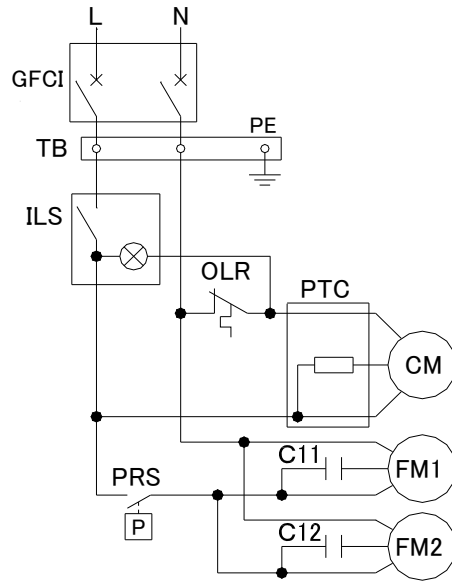 L N
GFCI
PE
TB
ILS
OLR
PTC
CM
C11
FM1
PRS
P
C12
FM2